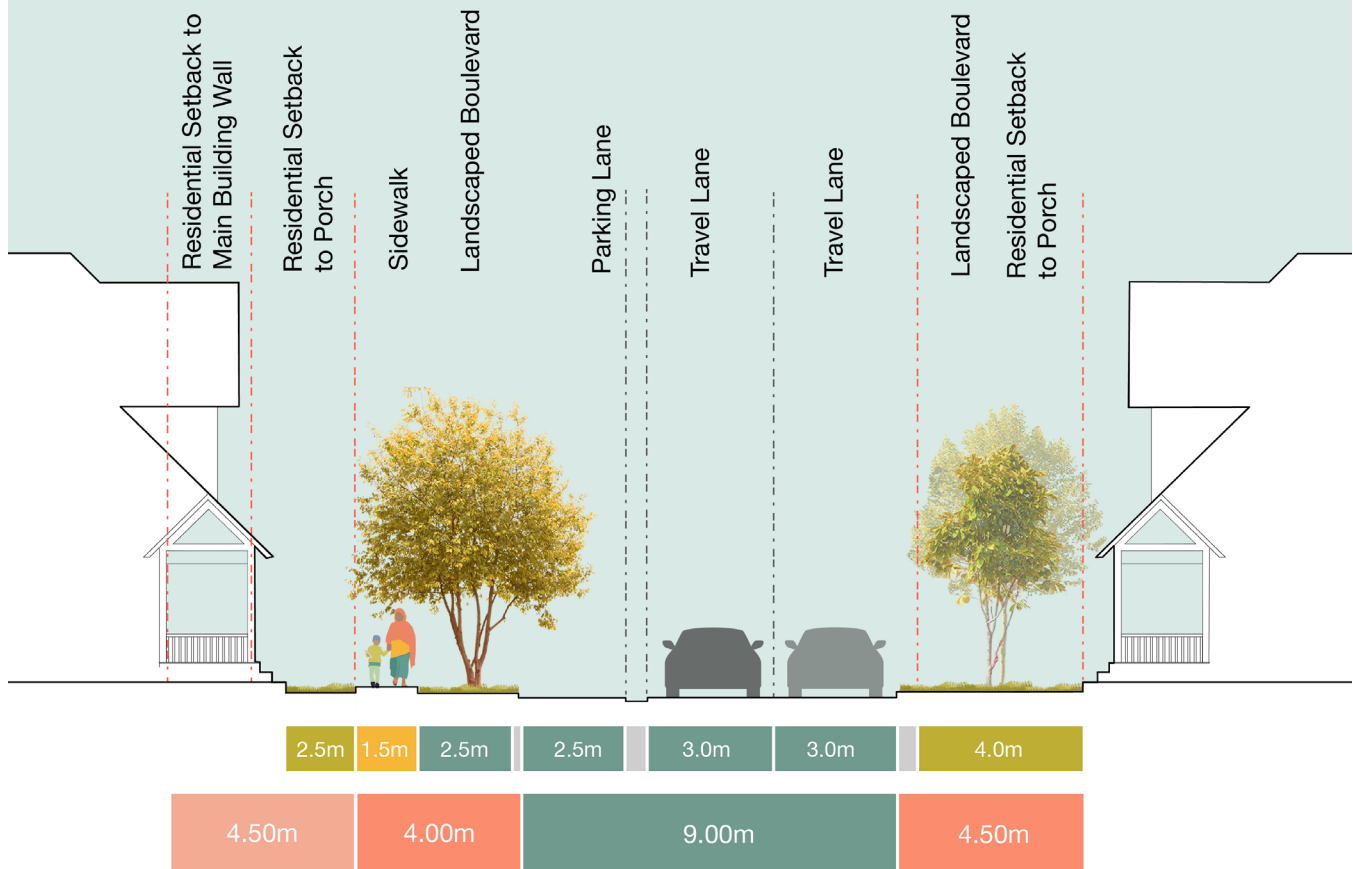 Residential Setback to
Main Building Wall
Residential Setback
to Porch
Sidewalk
Landscaped Boulevard
Parking Lane
Travel Lane
Travel Lane
Landscaped Boulevard
Residential Setback
to Porch
2.5m
1.5m
2.5m
2.5m
3.0m
3.0m
4.0m
4.50m
4.00m
9.00m
4.50m